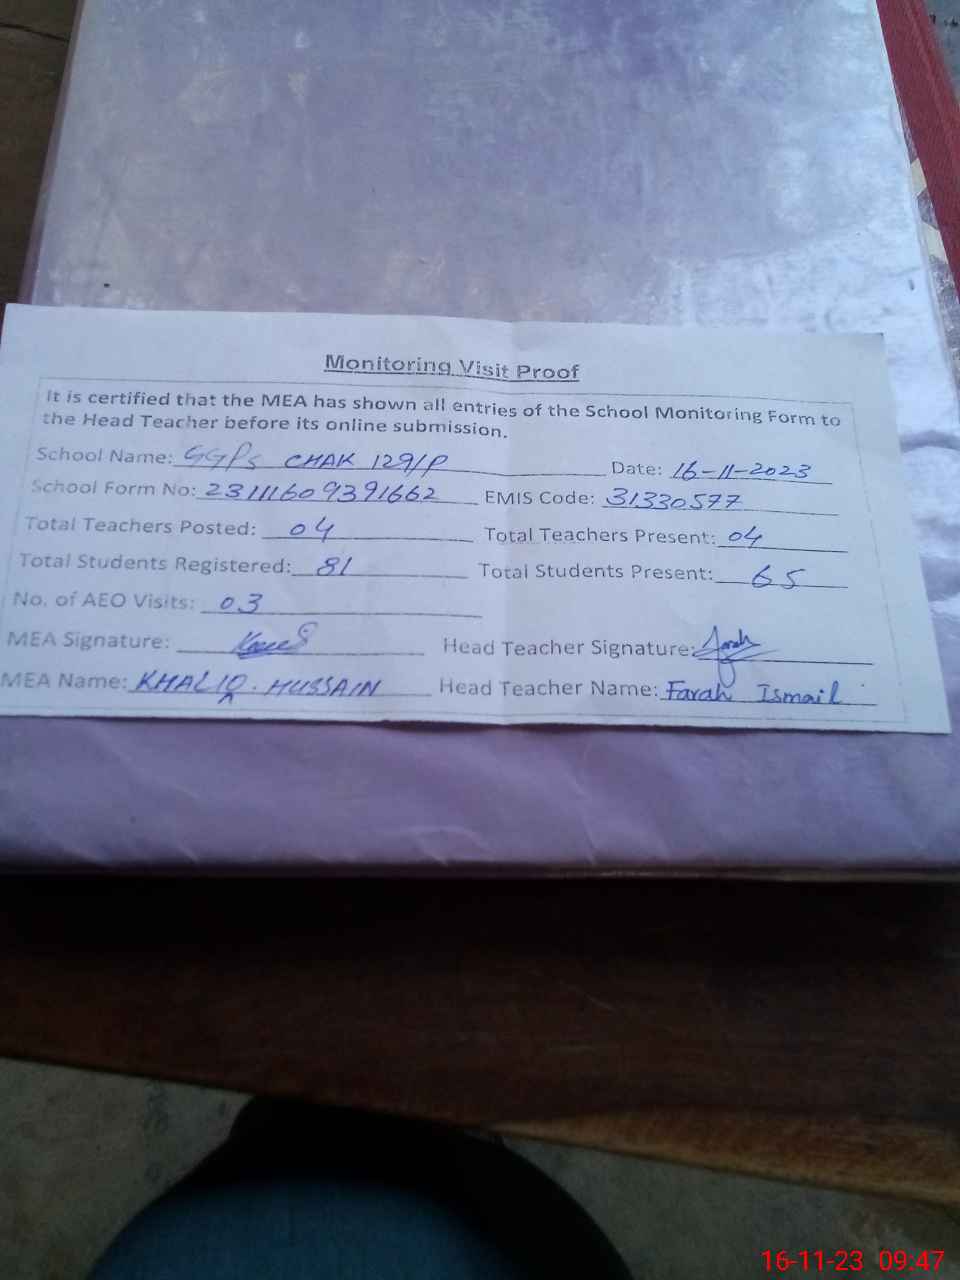 Monitoring Visit Proof
It is certified that the MEA has shown all entries of the School Monitoring Form to
the Head Teacher before its online submission.
School Name: GGPS CHAK 129/P Date: 16-11-2023
School Form No: 23111609391662 EMIS Code: 31330577
Total Teachers Posted: 04 Total Teachers Present: 04
Total Students Registered: 81 Total Students Present: 65
No. of AEO Visits: 03
MEA Signature: Head Teacher Signature: Farah
MEA Name: KHALIQ. HUSSAIN Head Teacher Name: Farah Ismail
16-11-23 09:47